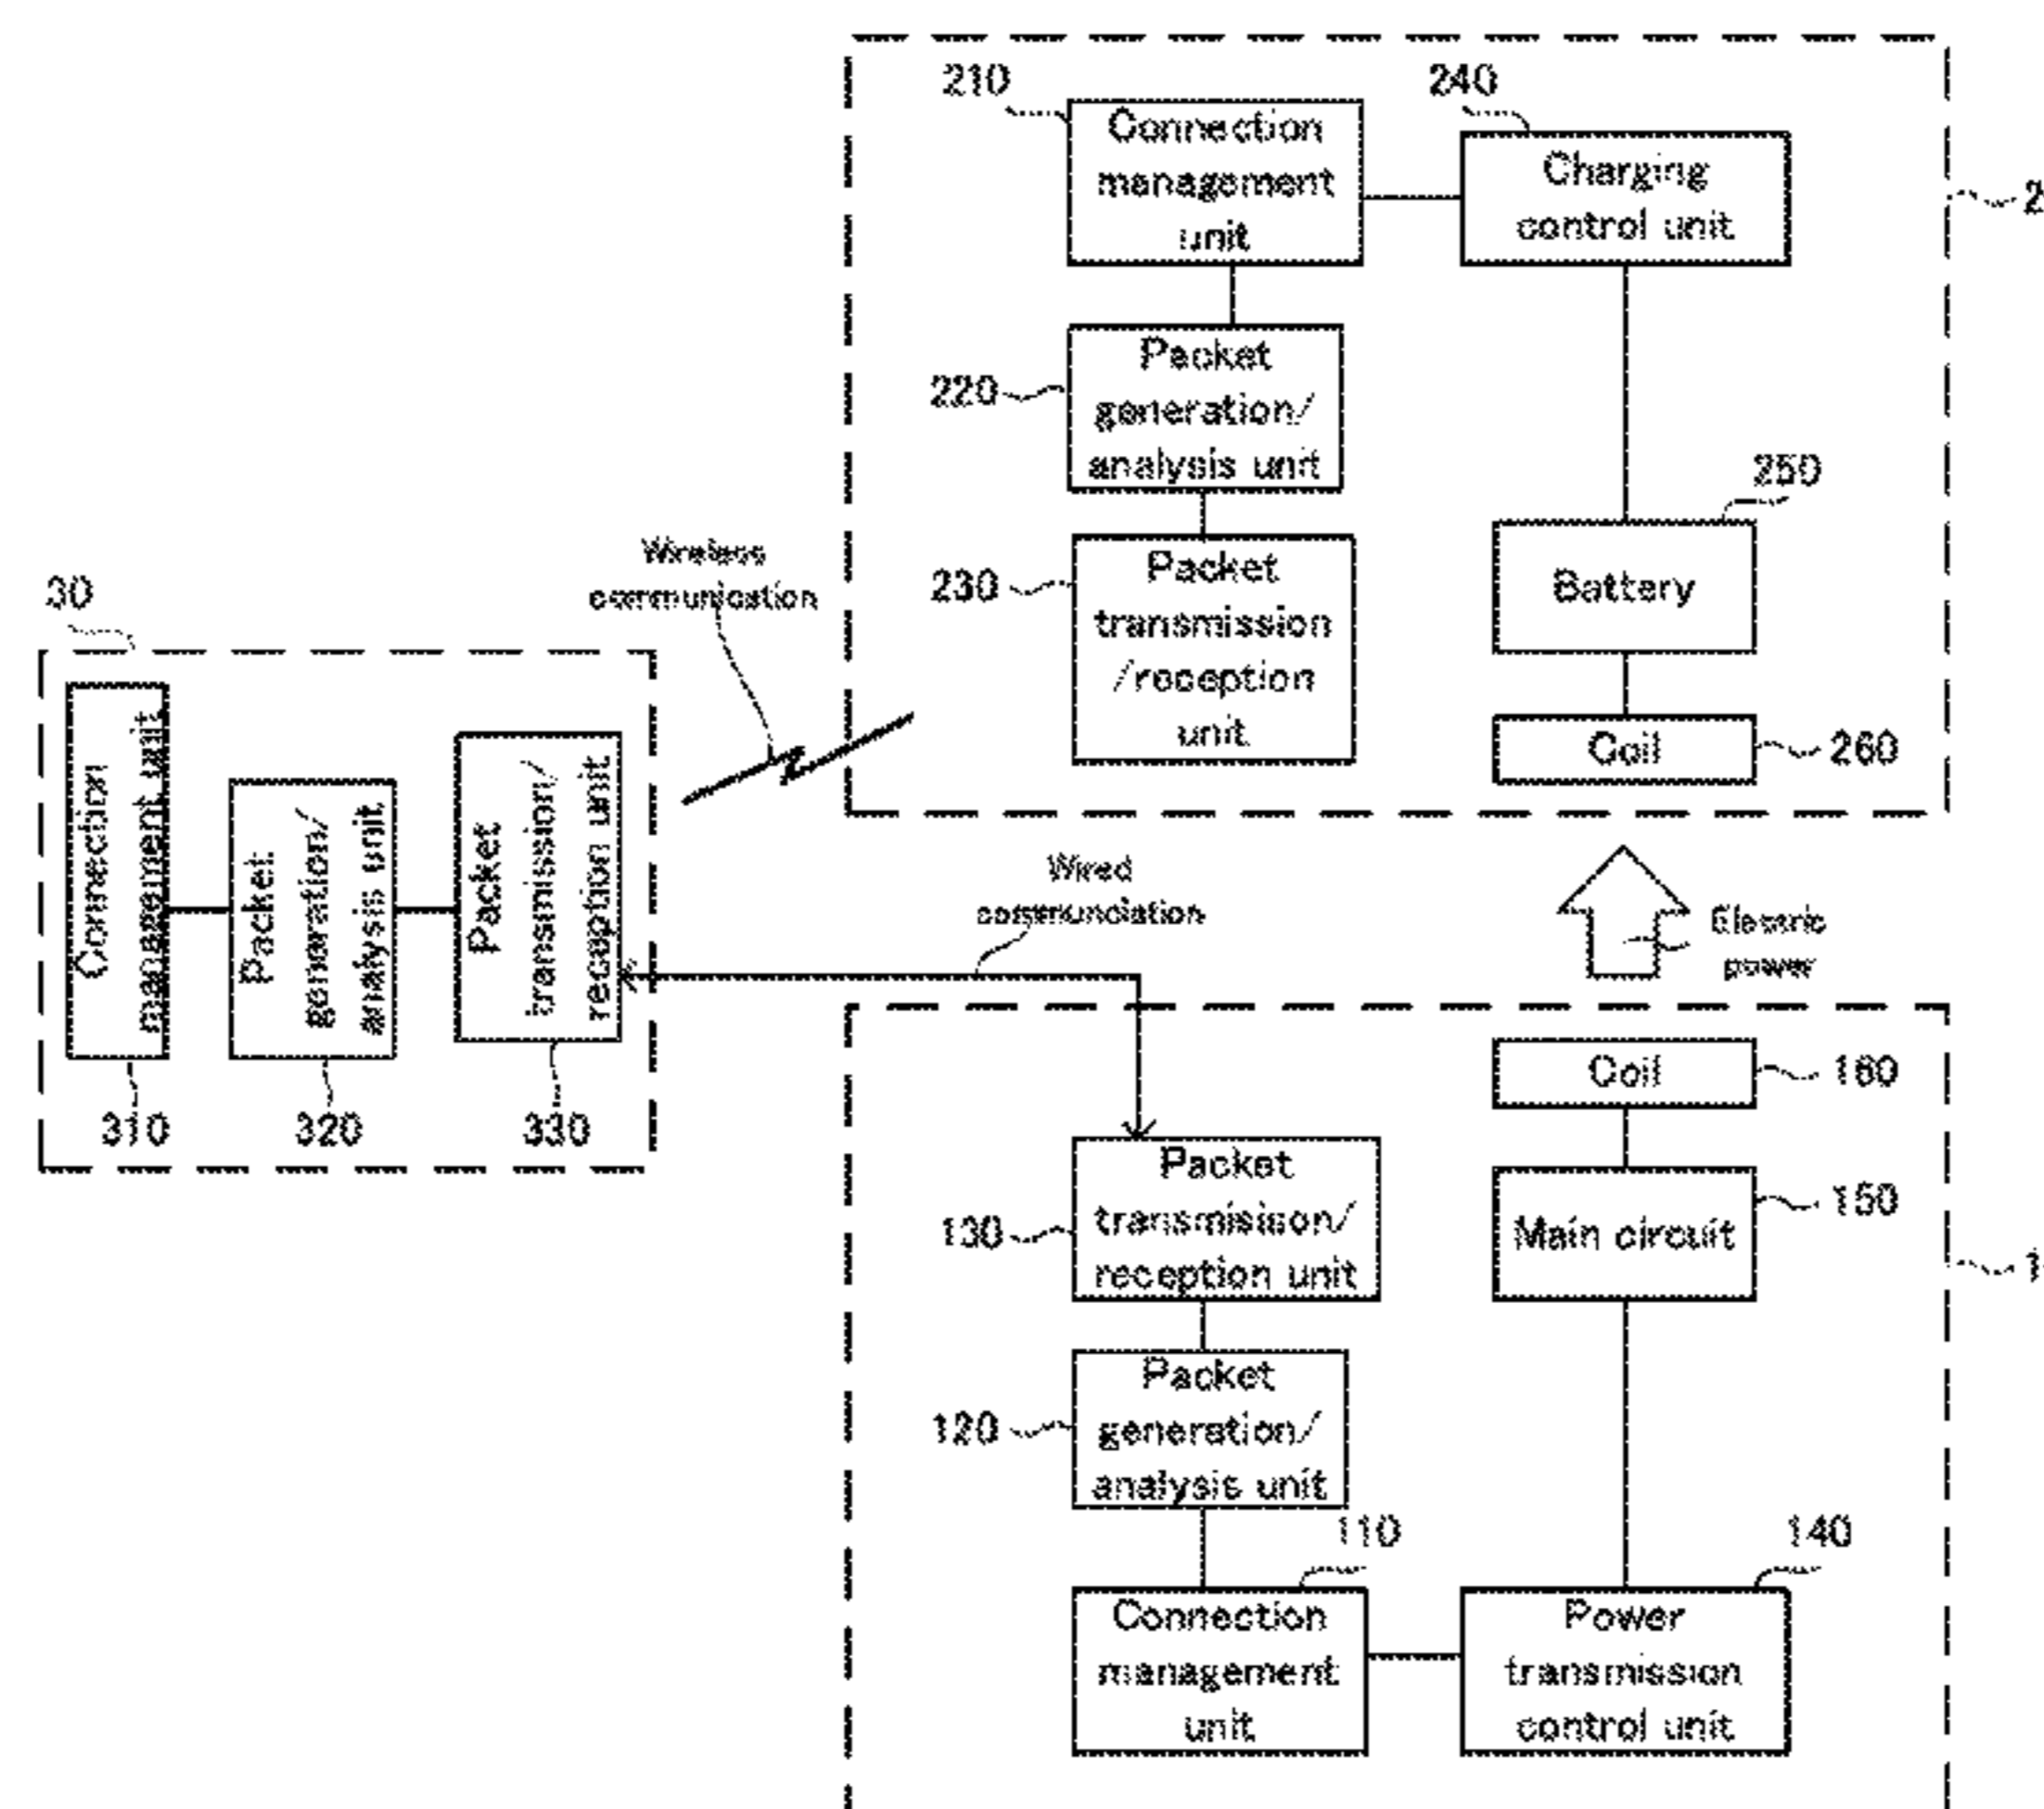 210
240
Connection
management
unit
Charging
control unit
2
220
Packet
generation/
analysis unit
250
230
Packet
transmission
/reception
unit
Battery
Coil
260
Wireless
communication
30
Connection
management unit
Packet
generation/
analysis unit
Packet
transmission/
reception unit
310
320
330
Wired
communciation
Electric
power
Coil
160
130
Packet
transmisison/
reception unit
Main circuit
150
1
120
Packet
generation/
analysis unit
110
140
Connection
management
unit
Power
transmission
control unit